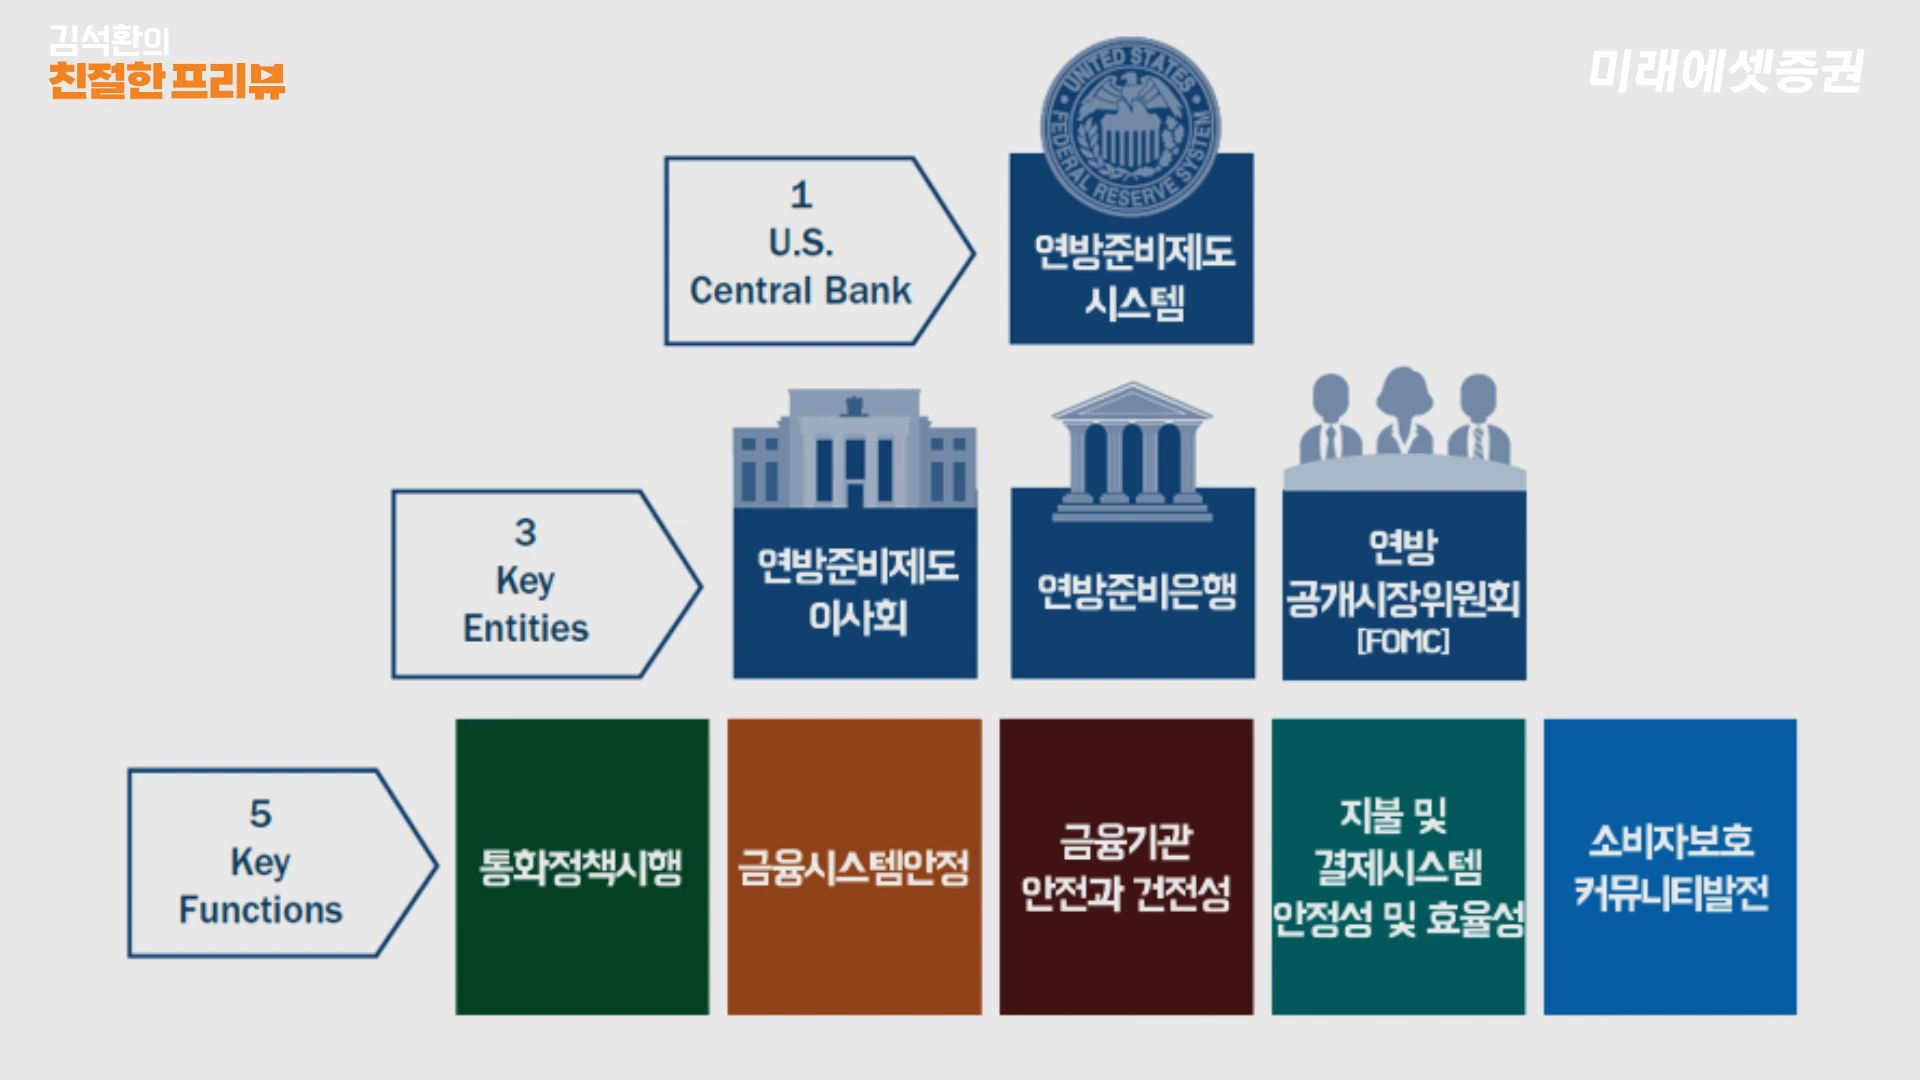 김석환의
친절한 프리뷰
미래에셋증권
UNITED STATES
FEDERAL RESERVE SYSTEM
1
U.S.
Central Bank
연방준비제도
시스템
3
Key
Entities
연방준비제도
이사회
연방준비은행
연방
공개시장위원회
[FOMC]
5
Key
Functions
통화정책시행
금융시스템안정
금융기관
안전과 건전성
지불 및
결제시스템
안정성 및 효율성
소비자보호
커뮤니티발전